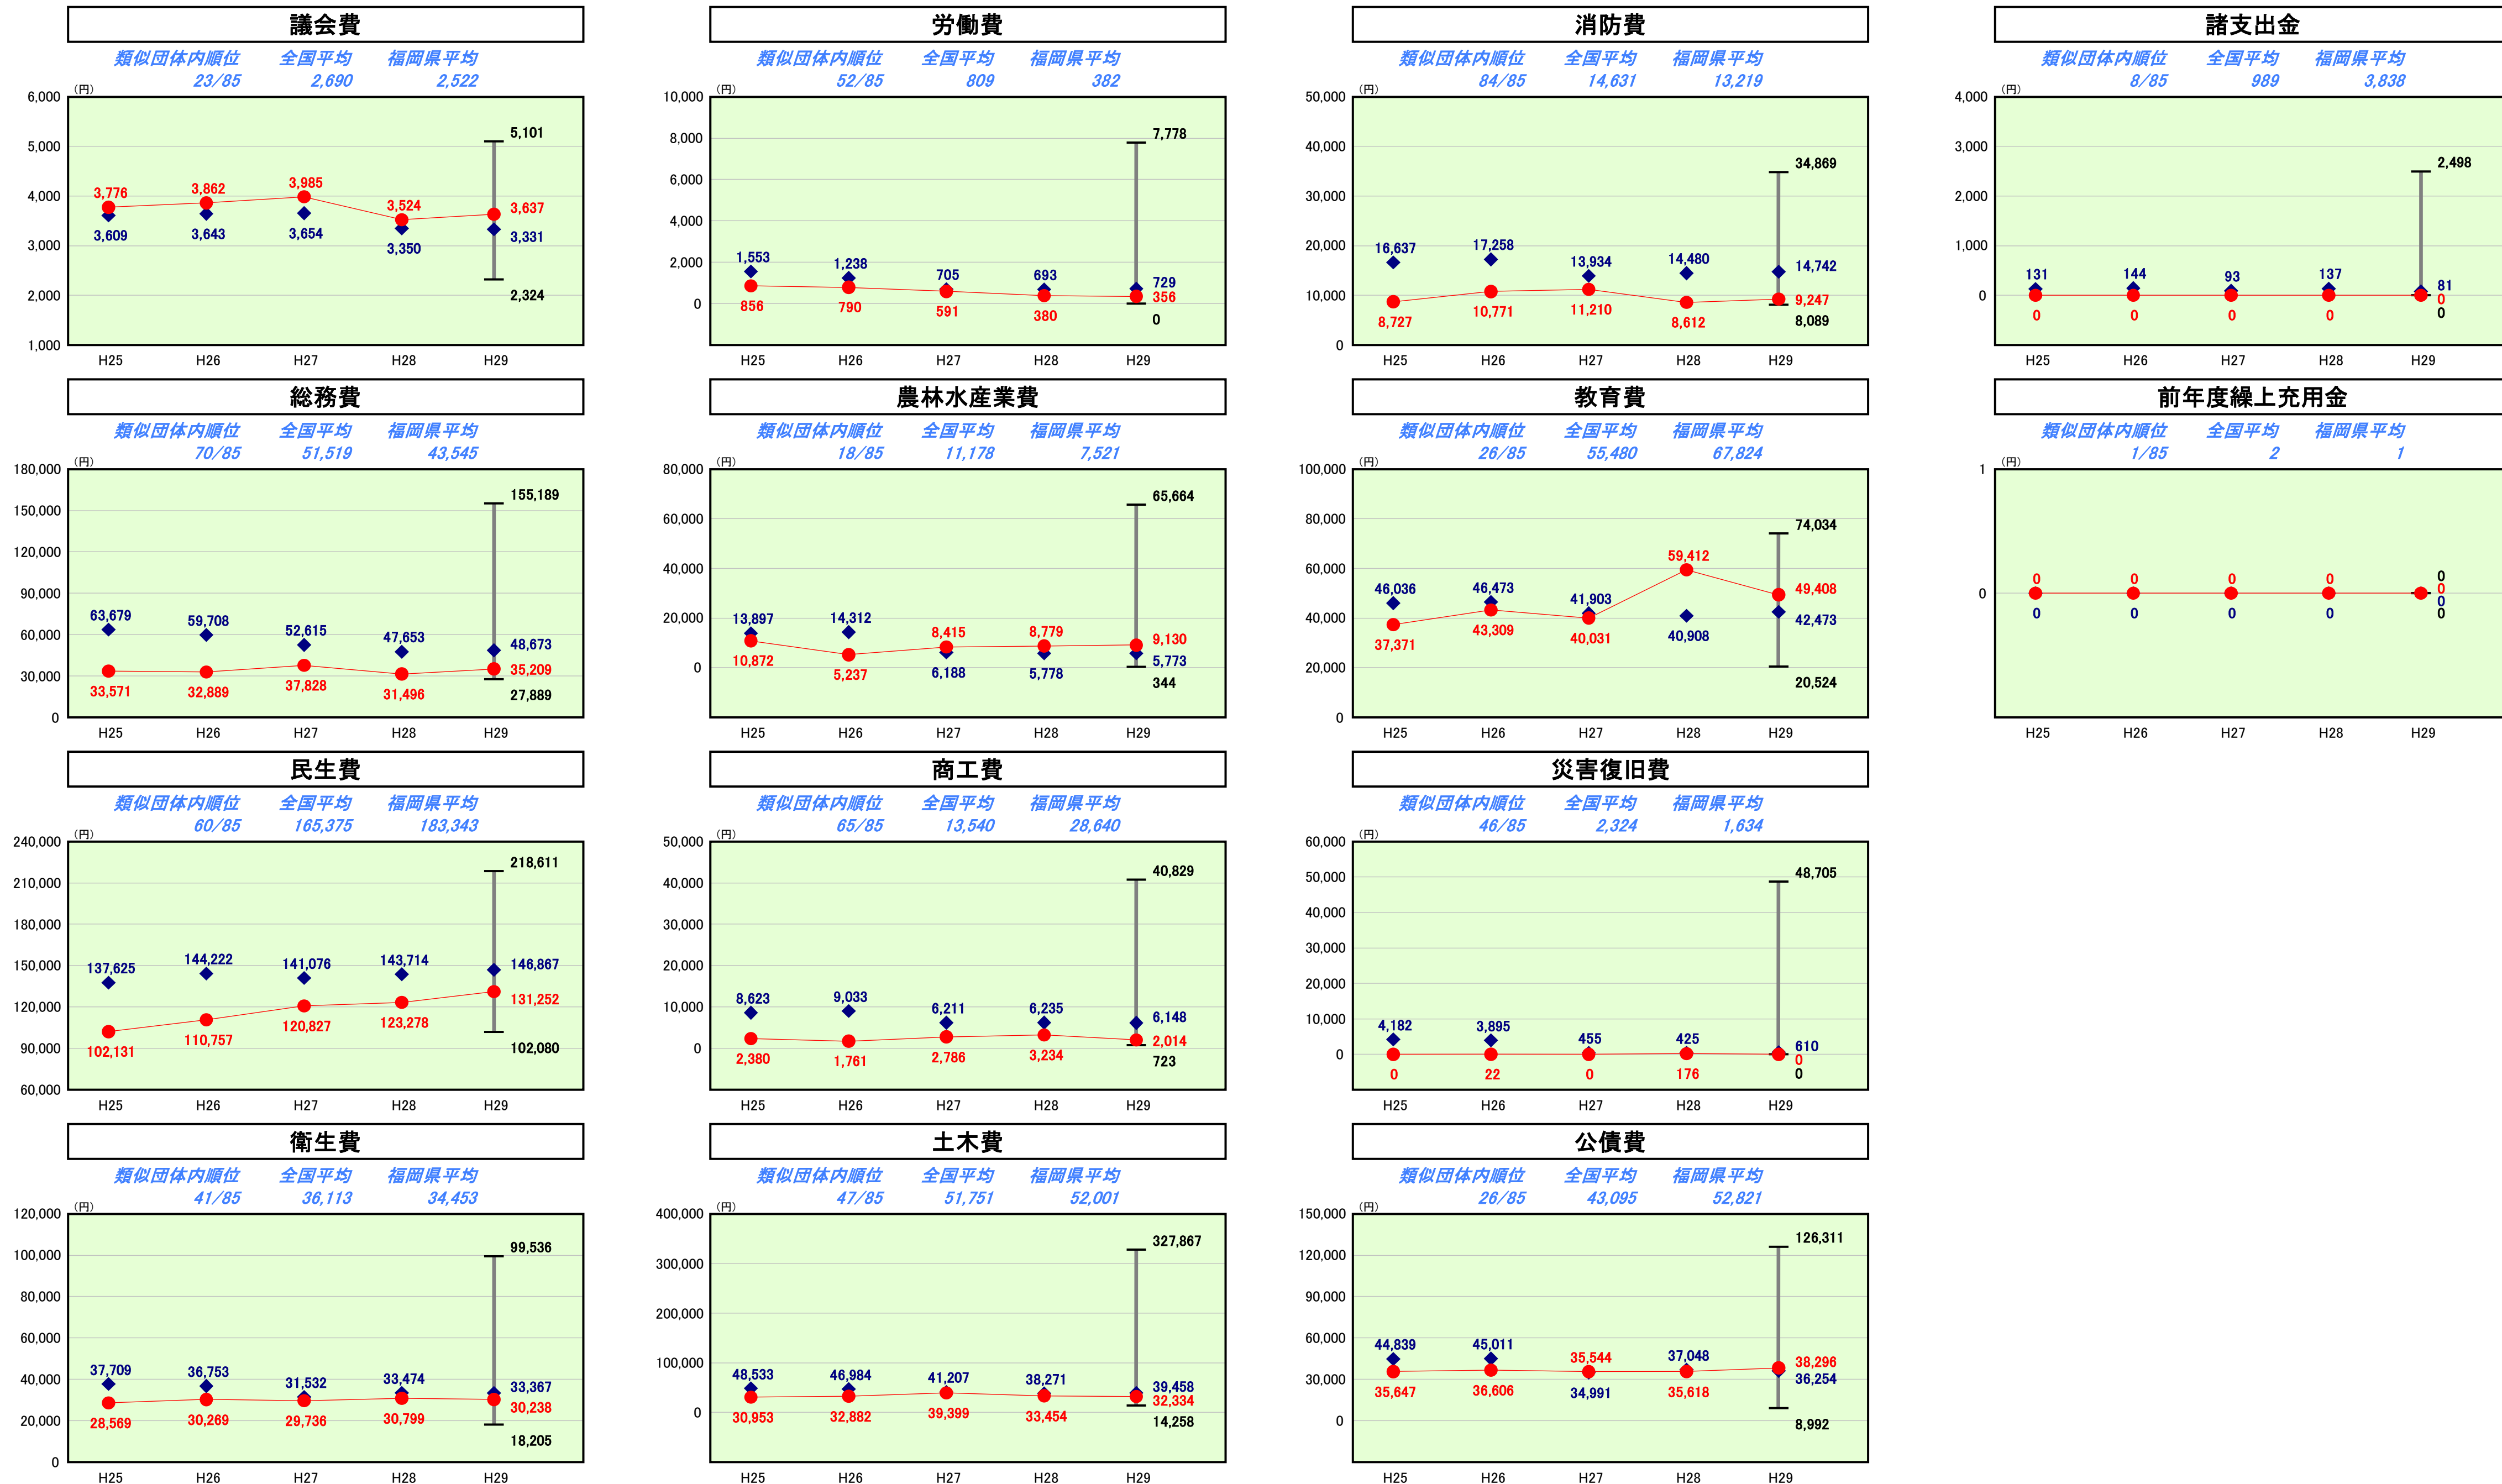 議会費
類似団体内順位 全国平均 福岡県平均
23/85 2,690 2,522
(円)
6,000
5,000
4,000
3,000
2,000
1,000
5,101
3,776 3,862 3,985 3,524 3,637
3,609 3,643 3,654 3,350 3,331
2,324
H25 H26 H27 H28 H29
労働費
類似団体内順位 全国平均 福岡県平均
52/85 809 382
(円)
10,000
8,000
6,000
4,000
2,000
0
7,778
1,553 1,238 705 693 729
856 790 591 380 356
0
H25 H26 H27 H28 H29
消防費
類似団体内順位 全国平均 福岡県平均
84/85 14,631 13,219
(円)
50,000
40,000
30,000
20,000
10,000
0
34,869
16,637 17,258 13,934 14,480 14,742
8,727 10,771 11,210 8,612 9,247
8,089
H25 H26 H27 H28 H29
諸支出金
類似団体内順位 全国平均 福岡県平均
8/85 989 3,838
(円)
4,000
3,000
2,000
1,000
0
2,498
131 144 93 137 81
0 0 0 0 0
0
H25 H26 H27 H28 H29
総務費
類似団体内順位 全国平均 福岡県平均
70/85 51,519 43,545
(円)
180,000
150,000
120,000
90,000
60,000
30,000
0
155,189
63,679 59,708 52,615 47,653 48,673
33,571 32,889 37,828 31,496 35,209
27,889
H25 H26 H27 H28 H29
農林水産業費
類似団体内順位 全国平均 福岡県平均
18/85 11,178 7,521
(円)
80,000
60,000
40,000
20,000
0
65,664
13,897 14,312 8,415 8,779 9,130
10,872 5,237 6,188 5,778 5,773
344
H25 H26 H27 H28 H29
教育費
類似団体内順位 全国平均 福岡県平均
26/85 55,480 67,824
(円)
100,000
80,000
60,000
40,000
20,000
0
74,034
46,036 46,473 41,903 59,412 49,408
37,371 43,309 40,031 40,908 42,473
20,524
H25 H26 H27 H28 H29
前年度繰上充用金
類似団体内順位 全国平均 福岡県平均
1/85 2 1
(円)
1
0
0
0 0 0 0 0
0 0 0 0 0
0
H25 H26 H27 H28 H29
民生費
類似団体内順位 全国平均 福岡県平均
60/85 165,375 183,343
(円)
240,000
210,000
180,000
150,000
120,000
90,000
60,000
218,611
137,625 144,222 141,076 143,714 146,867
102,131 110,757 120,827 123,278 131,252
102,080
H25 H26 H27 H28 H29
商工費
類似団体内順位 全国平均 福岡県平均
65/85 13,540 28,640
(円)
50,000
40,000
30,000
20,000
10,000
0
40,829
8,623 9,033 6,211 6,235 6,148
2,380 1,761 2,786 3,234 2,014
723
H25 H26 H27 H28 H29
災害復旧費
類似団体内順位 全国平均 福岡県平均
46/85 2,324 1,634
(円)
60,000
50,000
40,000
30,000
20,000
10,000
0
48,705
4,182 3,895 455 425 610
0 22 0 176 0
0
H25 H26 H27 H28 H29
衛生費
類似団体内順位 全国平均 福岡県平均
41/85 36,113 34,453
(円)
120,000
100,000
80,000
60,000
40,000
20,000
0
99,536
37,709 36,753 31,532 33,474 33,367
28,569 30,269 29,736 30,799 30,238
18,205
H25 H26 H27 H28 H29
土木費
類似団体内順位 全国平均 福岡県平均
47/85 51,751 52,001
(円)
400,000
300,000
200,000
100,000
0
327,867
48,533 46,984 41,207 38,271 39,458
30,953 32,882 39,399 33,454 32,334
14,258
H25 H26 H27 H28 H29
公債費
類似団体内順位 全国平均 福岡県平均
26/85 43,095 52,821
(円)
150,000
120,000
90,000
60,000
30,000
0
126,311
44,839 45,011 35,544 37,048 38,296
35,647 36,606 34,991 35,618 36,254
8,992
H25 H26 H27 H28 H29